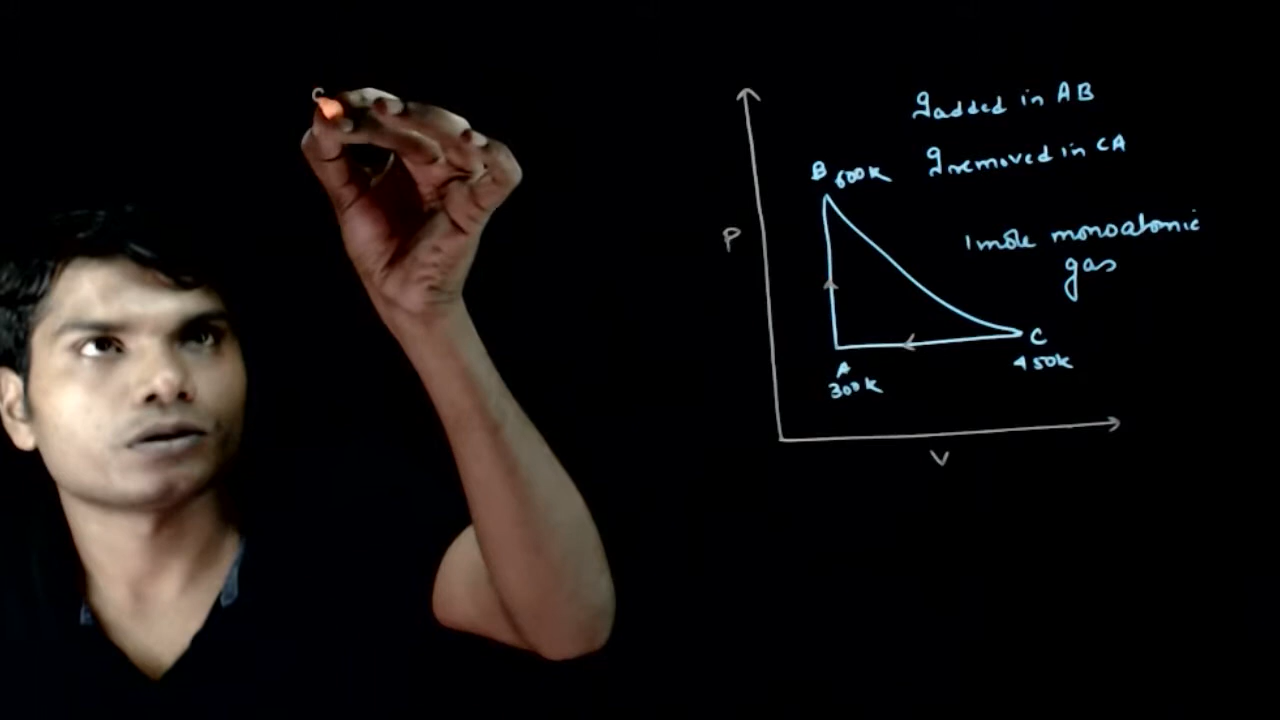 q added in AB
B 600k
q removed in CA
P
1 mole monoatomic
gas
C
450k
A
300k
V